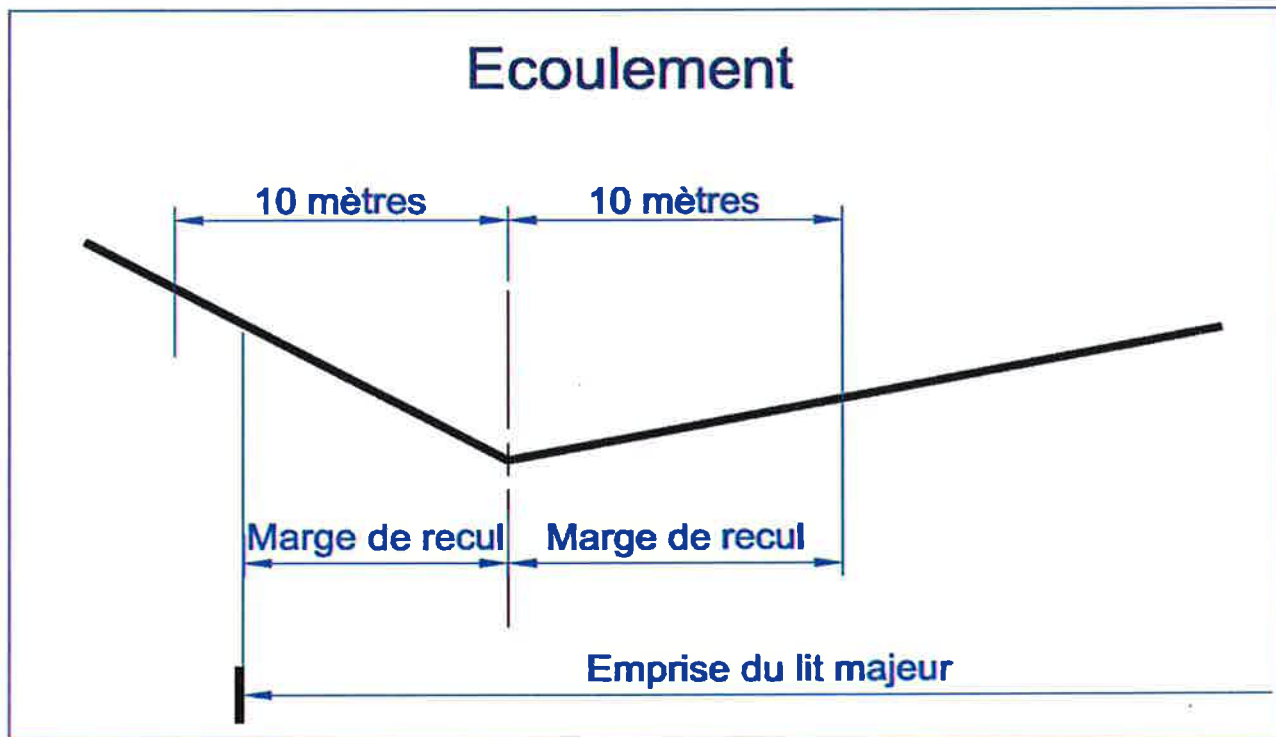 Ecoulement
10 mètres
10 mètres
Marge de recul
Marge de recul
Emprise du lit majeur